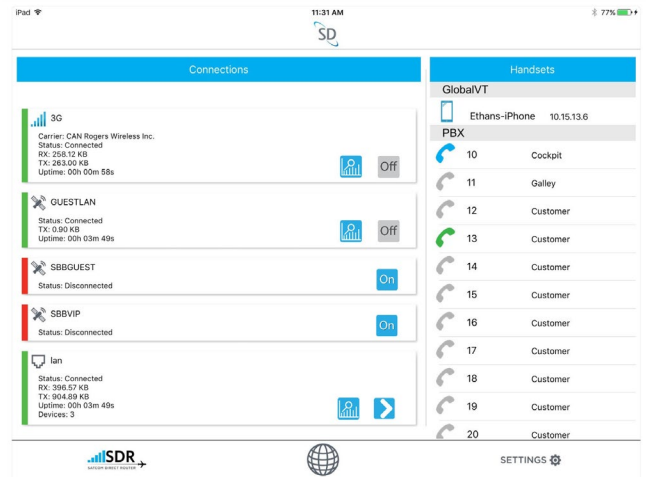 iPad
11:31 AM
77%
SD
Connections
3G
Carrier: CAN Rogers Wireless Inc.
Status: Connected
RX: 258.12 KB
TX: 263.00 KB
Uptime: 00h 00m 58s
Off
GUESTLAN
Status: Connected
TX: 0.90 KB
Uptime: 00h 03m 49s
Off
SBBGUEST
Status: Disconnected
On
SBBVIP
Status: Disconnected
On
lan
Status: Connected
RX: 396.57 KB
TX: 904.89 KB
Uptime: 00h 03m 49s
Devices: 3
Handsets
GlobalVT
Ethans-iPhone 10.15.13.6
PBX
10 Cockpit
11 Galley
12 Customer
13 Customer
14 Customer
15 Customer
16 Customer
17 Customer
18 Customer
19 Customer
20 Customer
SDR
SATCOM DIRECT ROUTER
SETTINGS